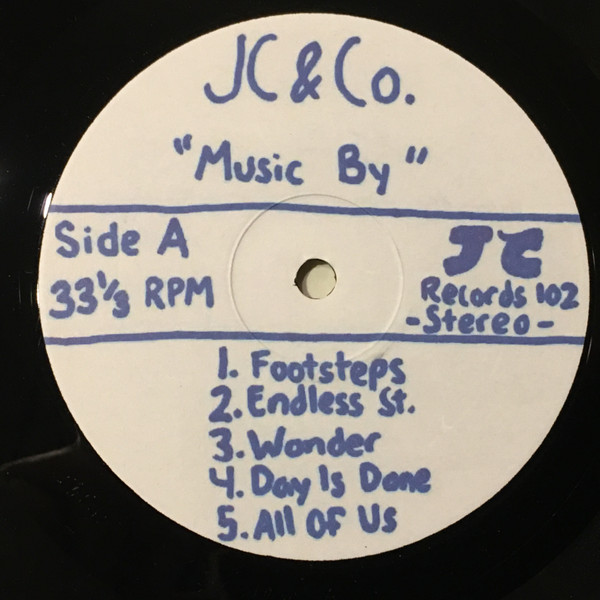 JC & Co.
"Music By"
Side A
33⅓ RPM
JC
Records 102
-Stereo-
1. Footsteps
2. Endless St.
3. Wonder
4. Day Is Done
5. All Of Us